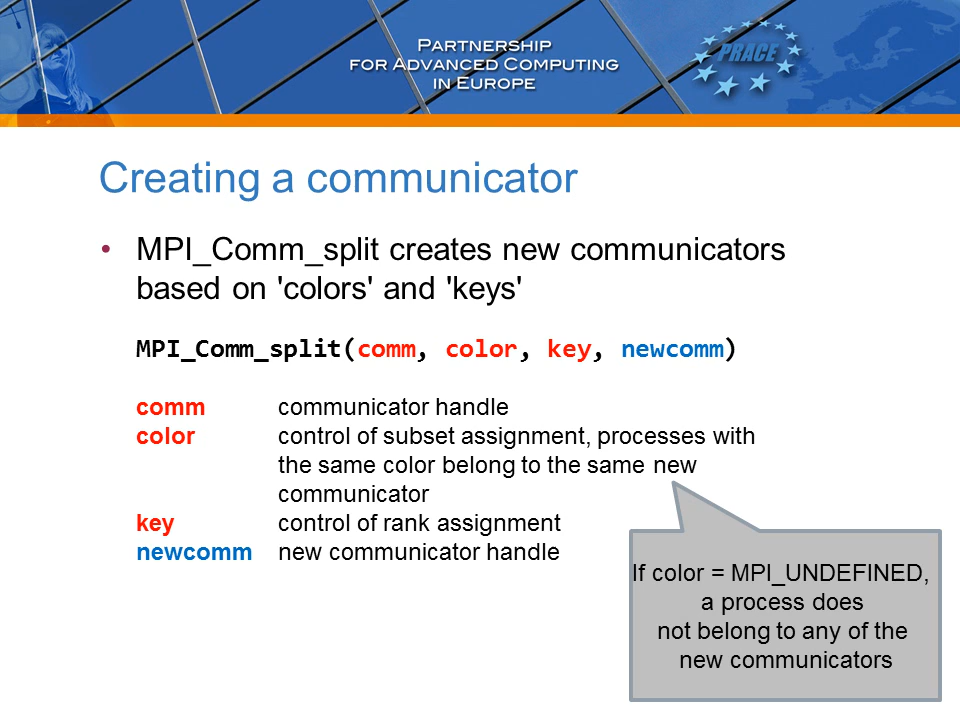 PARTNERSHIP
FOR ADVANCED COMPUTING
IN EUROPE
PRACE
Creating a communicator
• MPI_Comm_split creates new communicators
based on 'colors' and 'keys'
MPI_Comm_split(comm, color, key, newcomm)
comm communicator handle
color control of subset assignment, processes with
the same color belong to the same new
communicator
key control of rank assignment
newcomm new communicator handle
If color = MPI_UNDEFINED,
a process does
not belong to any of the
new communicators